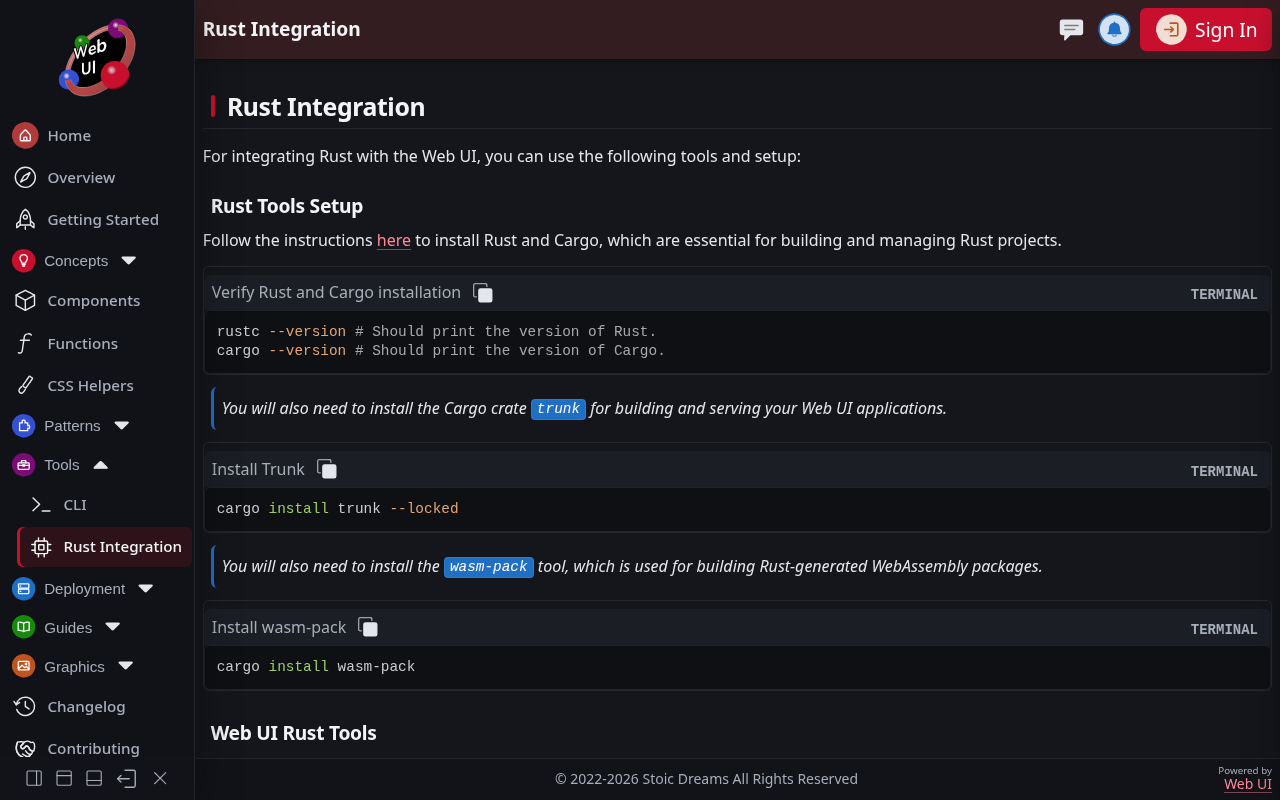 Web
UI
Home
Overview
Getting Started
Concepts
Components
Functions
CSS Helpers
Patterns
Tools
CLI
Rust Integration
Deployment
Guides
Graphics
Changelog
Contributing
Rust Integration
Sign In
Rust Integration
For integrating Rust with the Web UI, you can use the following tools and setup:
Rust Tools Setup
Follow the instructions here to install Rust and Cargo, which are essential for building and managing Rust projects.
Verify Rust and Cargo installation
TERMINAL
rustc --version # Should print the version of Rust.
cargo --version # Should print the version of Cargo.
You will also need to install the Cargo crate trunk for building and serving your Web UI applications.
Install Trunk
TERMINAL
cargo install trunk --locked
You will also need to install the wasm-pack tool, which is used for building Rust-generated WebAssembly packages.
Install wasm-pack
TERMINAL
cargo install wasm-pack
Web UI Rust Tools
© 2022-2026 Stoic Dreams All Rights Reserved
Powered by
Web UI